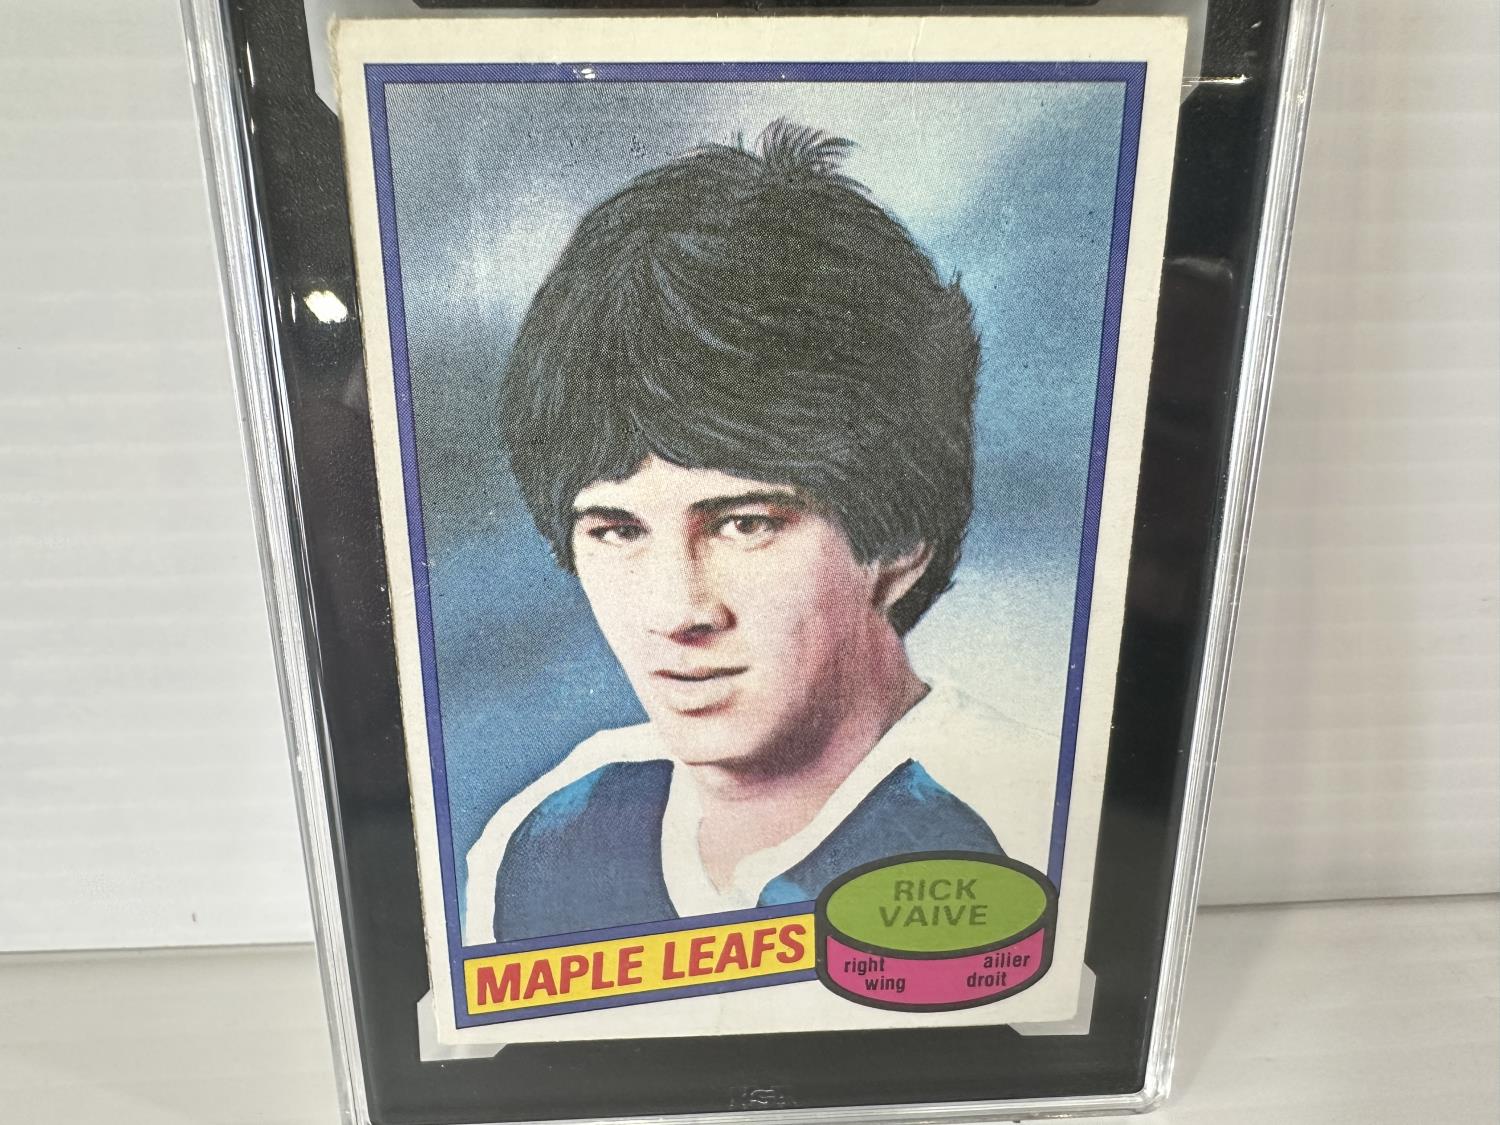 MAPLE LEAFS
RICK
VAIVE
right ailier
wing droit